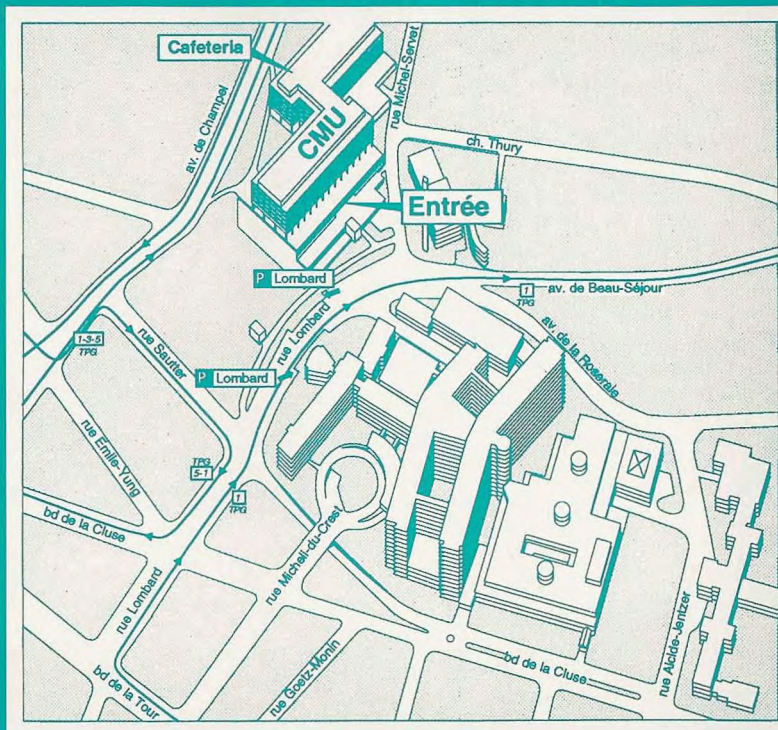 Cafeteria
CMU
Entrée
rue Michel-Servet
av. de Champel
ch. Thury
P Lombard
av. de Beau-Séjour
1
TPG
rue Lombard
P Lombard
av. de la Roseraie
1-3-5
TPG
rue Sautter
rue Emile-Yung
TPG
5-1
1
TPG
bd de la Cluse
rue Micheli-du-Crest
rue Lombard
bd de la Tour
rue Goetz-Monin
bd de la Cluse
rue Alcide-Jentzer